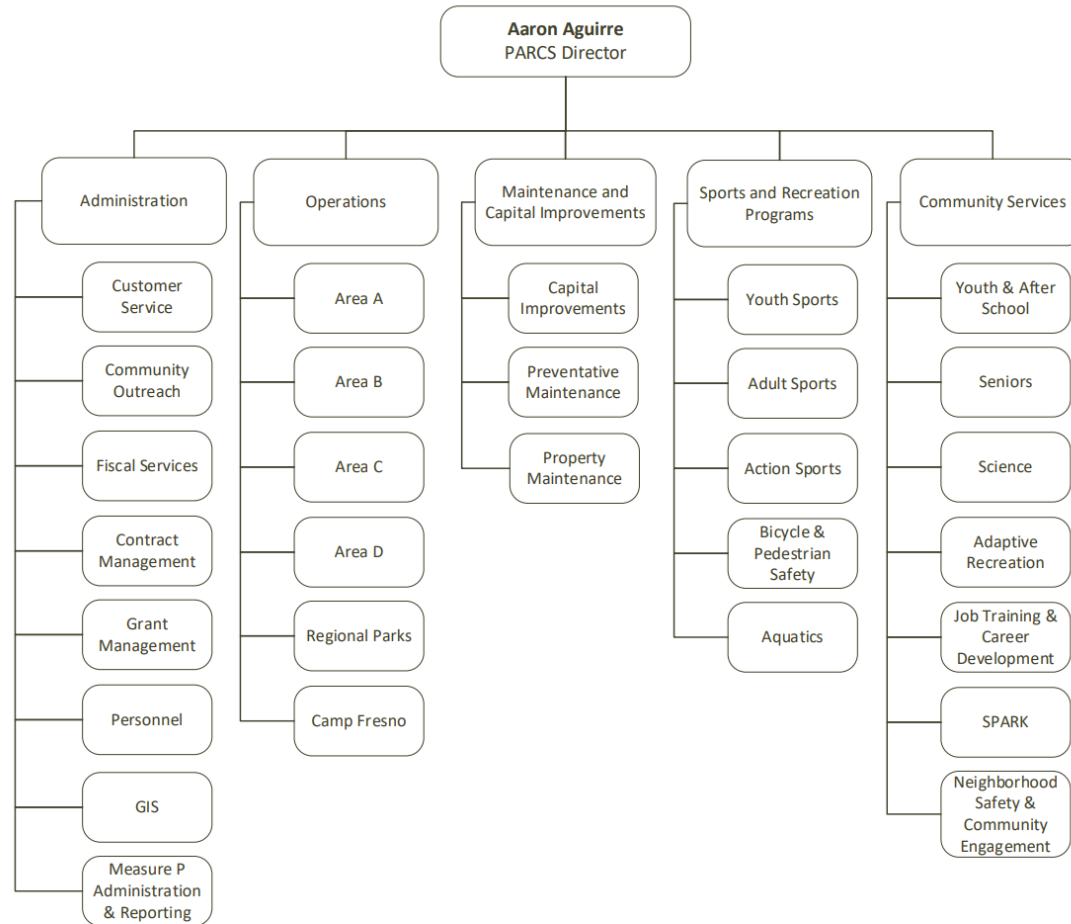 Aaron Aguirre
PARCS Director
Administration
Customer
Service
Community
Outreach
Fiscal Services
Contract
Management
Grant
Management
Personnel
GIS
Measure P
Administration
& Reporting
Operations
Area A
Area B
Area C
Area D
Regional Parks
Camp Fresno
Maintenance and
Capital Improvements
Capital
Improvements
Preventative
Maintenance
Property
Maintenance
Sports and Recreation
Programs
Youth Sports
Adult Sports
Action Sports
Bicycle &
Pedestrian
Safety
Aquatics
Community Services
Youth & After
School
Seniors
Science
Adaptive
Recreation
Job Training &
Career
Development
SPARK
Neighborhood
Safety &
Community
Engagement